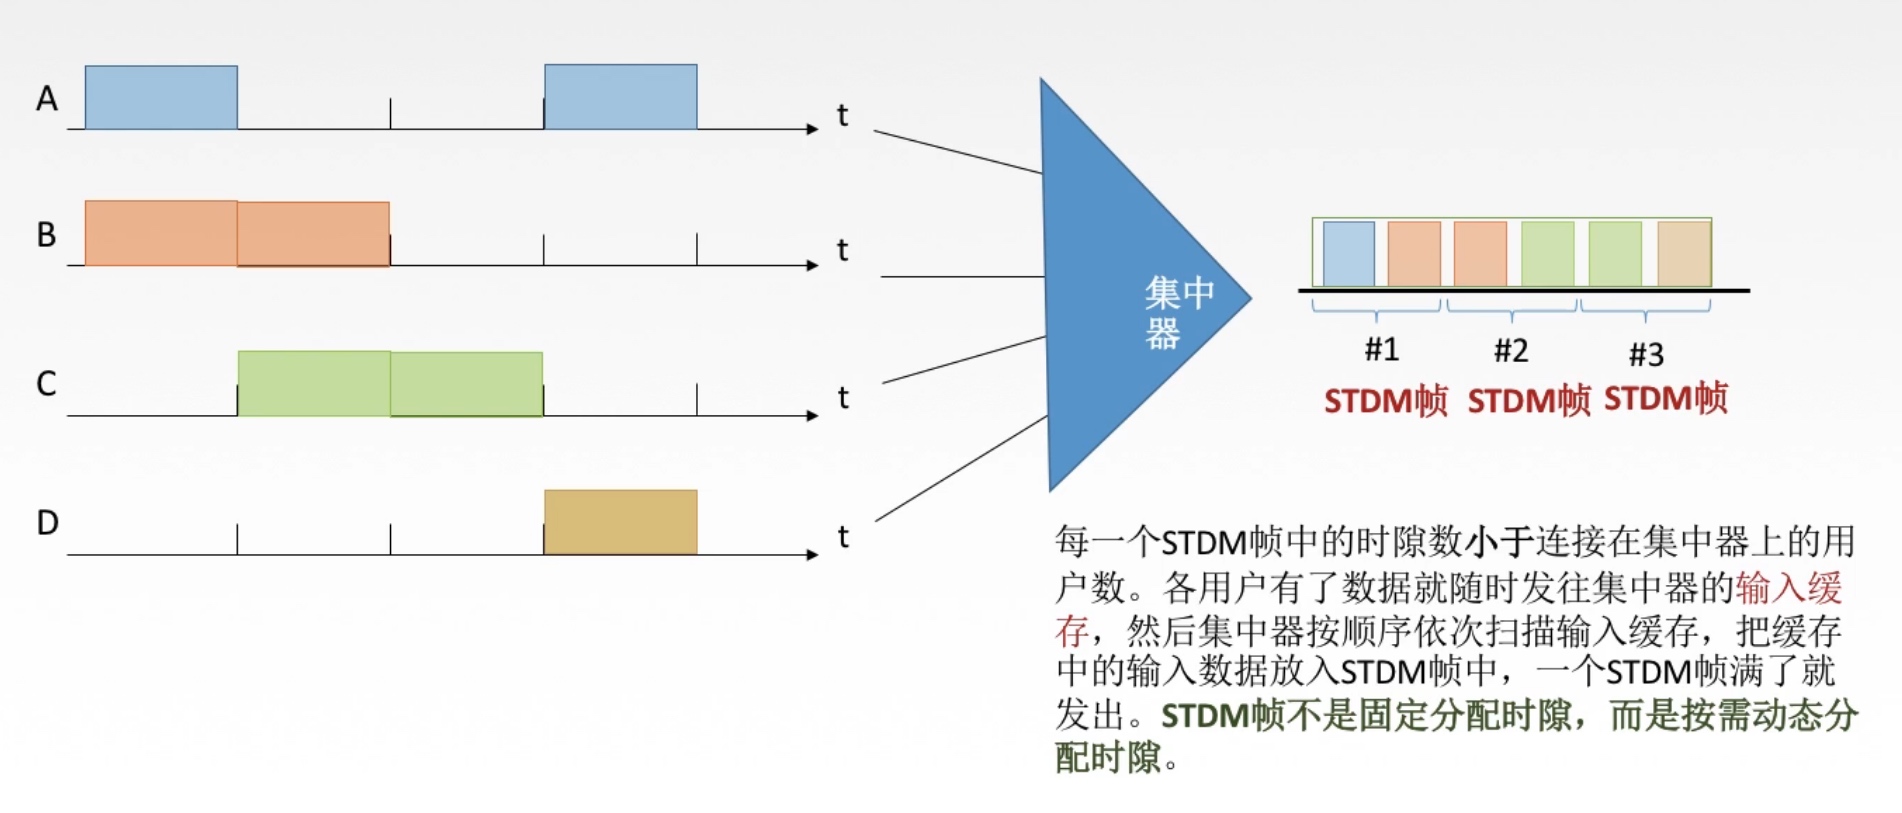 A
t
B
t
C
t
D
t
集中
器
#1
#2
#3
STDM帧
STDM帧
STDM帧
每一个STDM帧中的时隙数小于连接在集中器上的用
户数。各用户有了数据就随时发往集中器的输入缓
存，然后集中器按顺序依次扫描输入缓存，把缓存
中的输入数据放入STDM帧中，一个STDM帧满了就
发出。STDM帧不是固定分配时隙，而是按需动态分
配时隙。